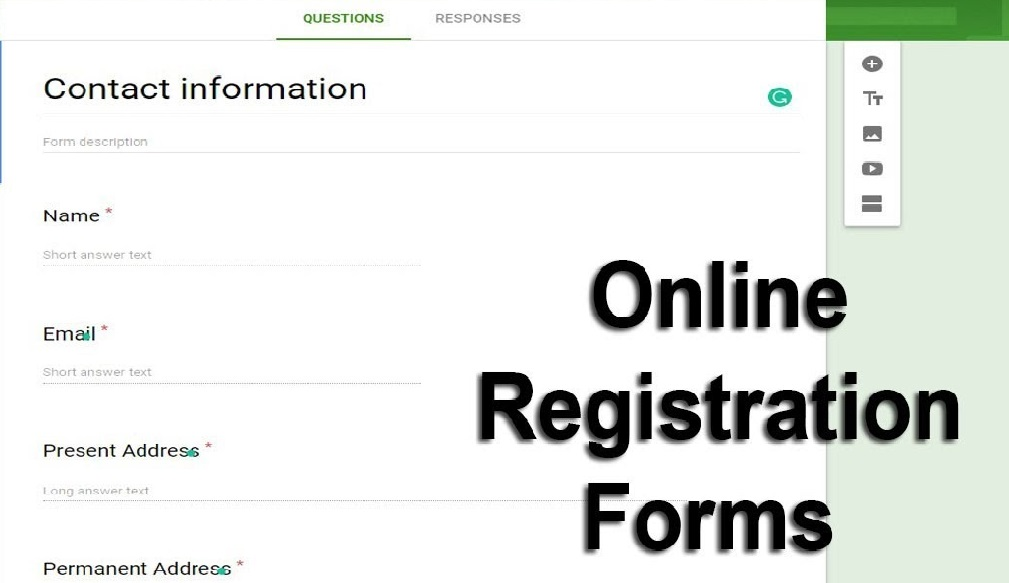 QUESTIONS RESPONSES
Contact information
Form description
Name *
Short answer text
Email *
Short answer text
Present Address *
Long answer text
Permanent Address *
Online
Registration
Forms